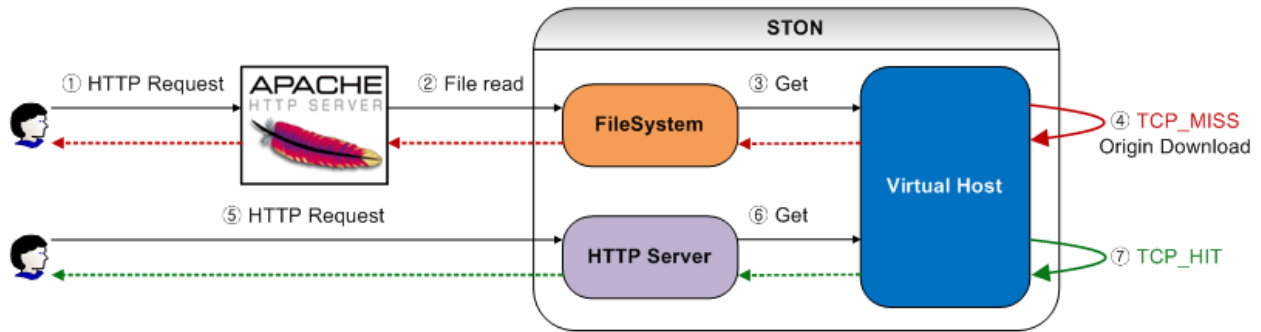 STON
① HTTP Request
② File read
③ Get
APACHE
HTTP SERVER
FileSystem
④ TCP_MISS
Origin Download
Virtual Host
⑤ HTTP Request
⑥ Get
HTTP Server
⑦ TCP_HIT